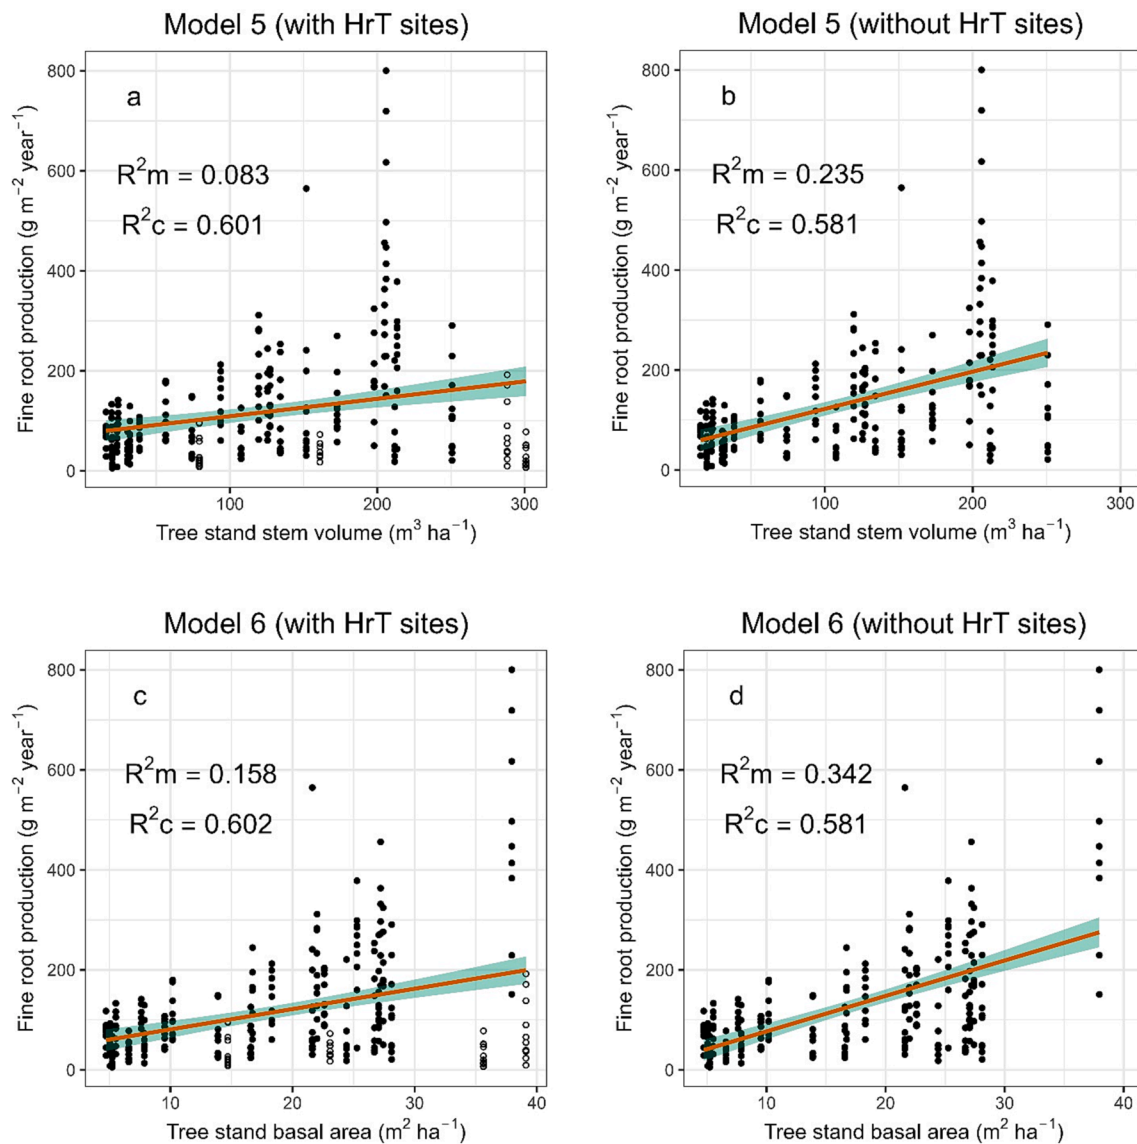 Model 5 (with HrT sites)
Model 5 (without HrT sites)
a
R²m = 0.083
R²c = 0.601
800
600
400
200
0
Fine root production (g m⁻² year⁻¹)
100
200
300
Tree stand stem volume (m³ ha⁻¹)
b
R²m = 0.235
R²c = 0.581
800
600
400
200
0
Fine root production (g m⁻² year⁻¹)
100
200
300
Tree stand stem volume (m³ ha⁻¹)
Model 6 (with HrT sites)
Model 6 (without HrT sites)
c
R²m = 0.158
R²c = 0.602
800
600
400
200
0
Fine root production (g m⁻² year⁻¹)
10
20
30
40
Tree stand basal area (m² ha⁻¹)
d
R²m = 0.342
R²c = 0.581
800
600
400
200
0
Fine root production (g m⁻² year⁻¹)
10
20
30
40
Tree stand basal area (m² ha⁻¹)